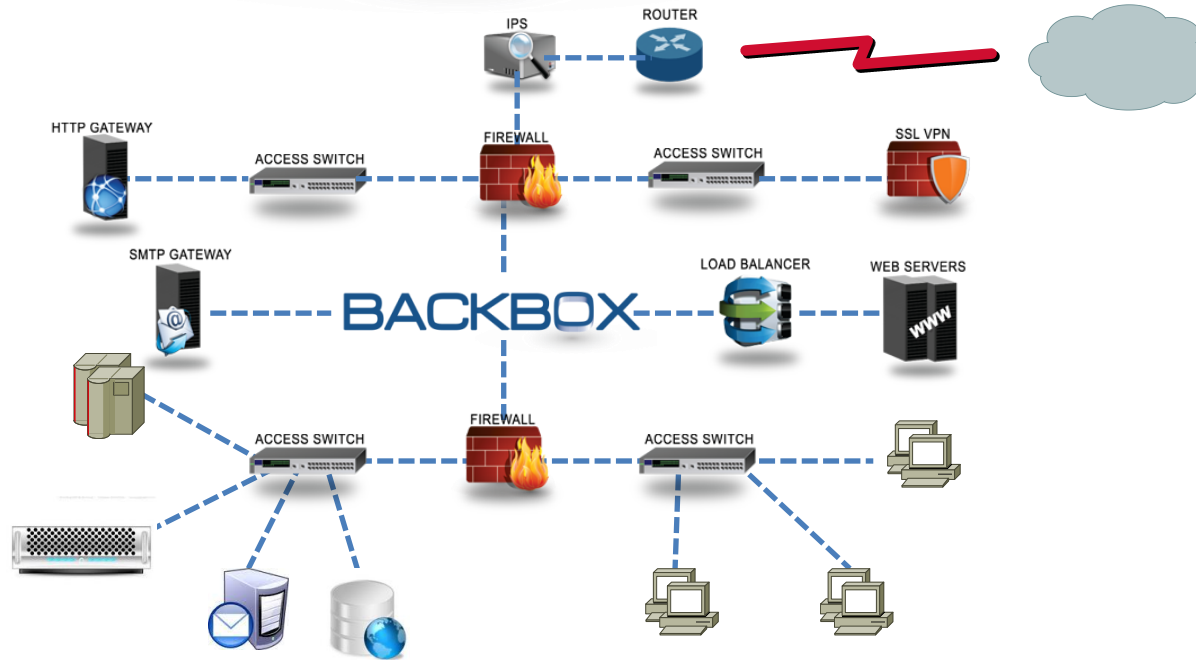 IPS
ROUTER
HTTP GATEWAY
ACCESS SWITCH
FIREWALL
ACCESS SWITCH
SSL VPN
SMTP GATEWAY
BACKBOX
LOAD BALANCER
WEB SERVERS
WWW
@
ACCESS SWITCH
FIREWALL
ACCESS SWITCH